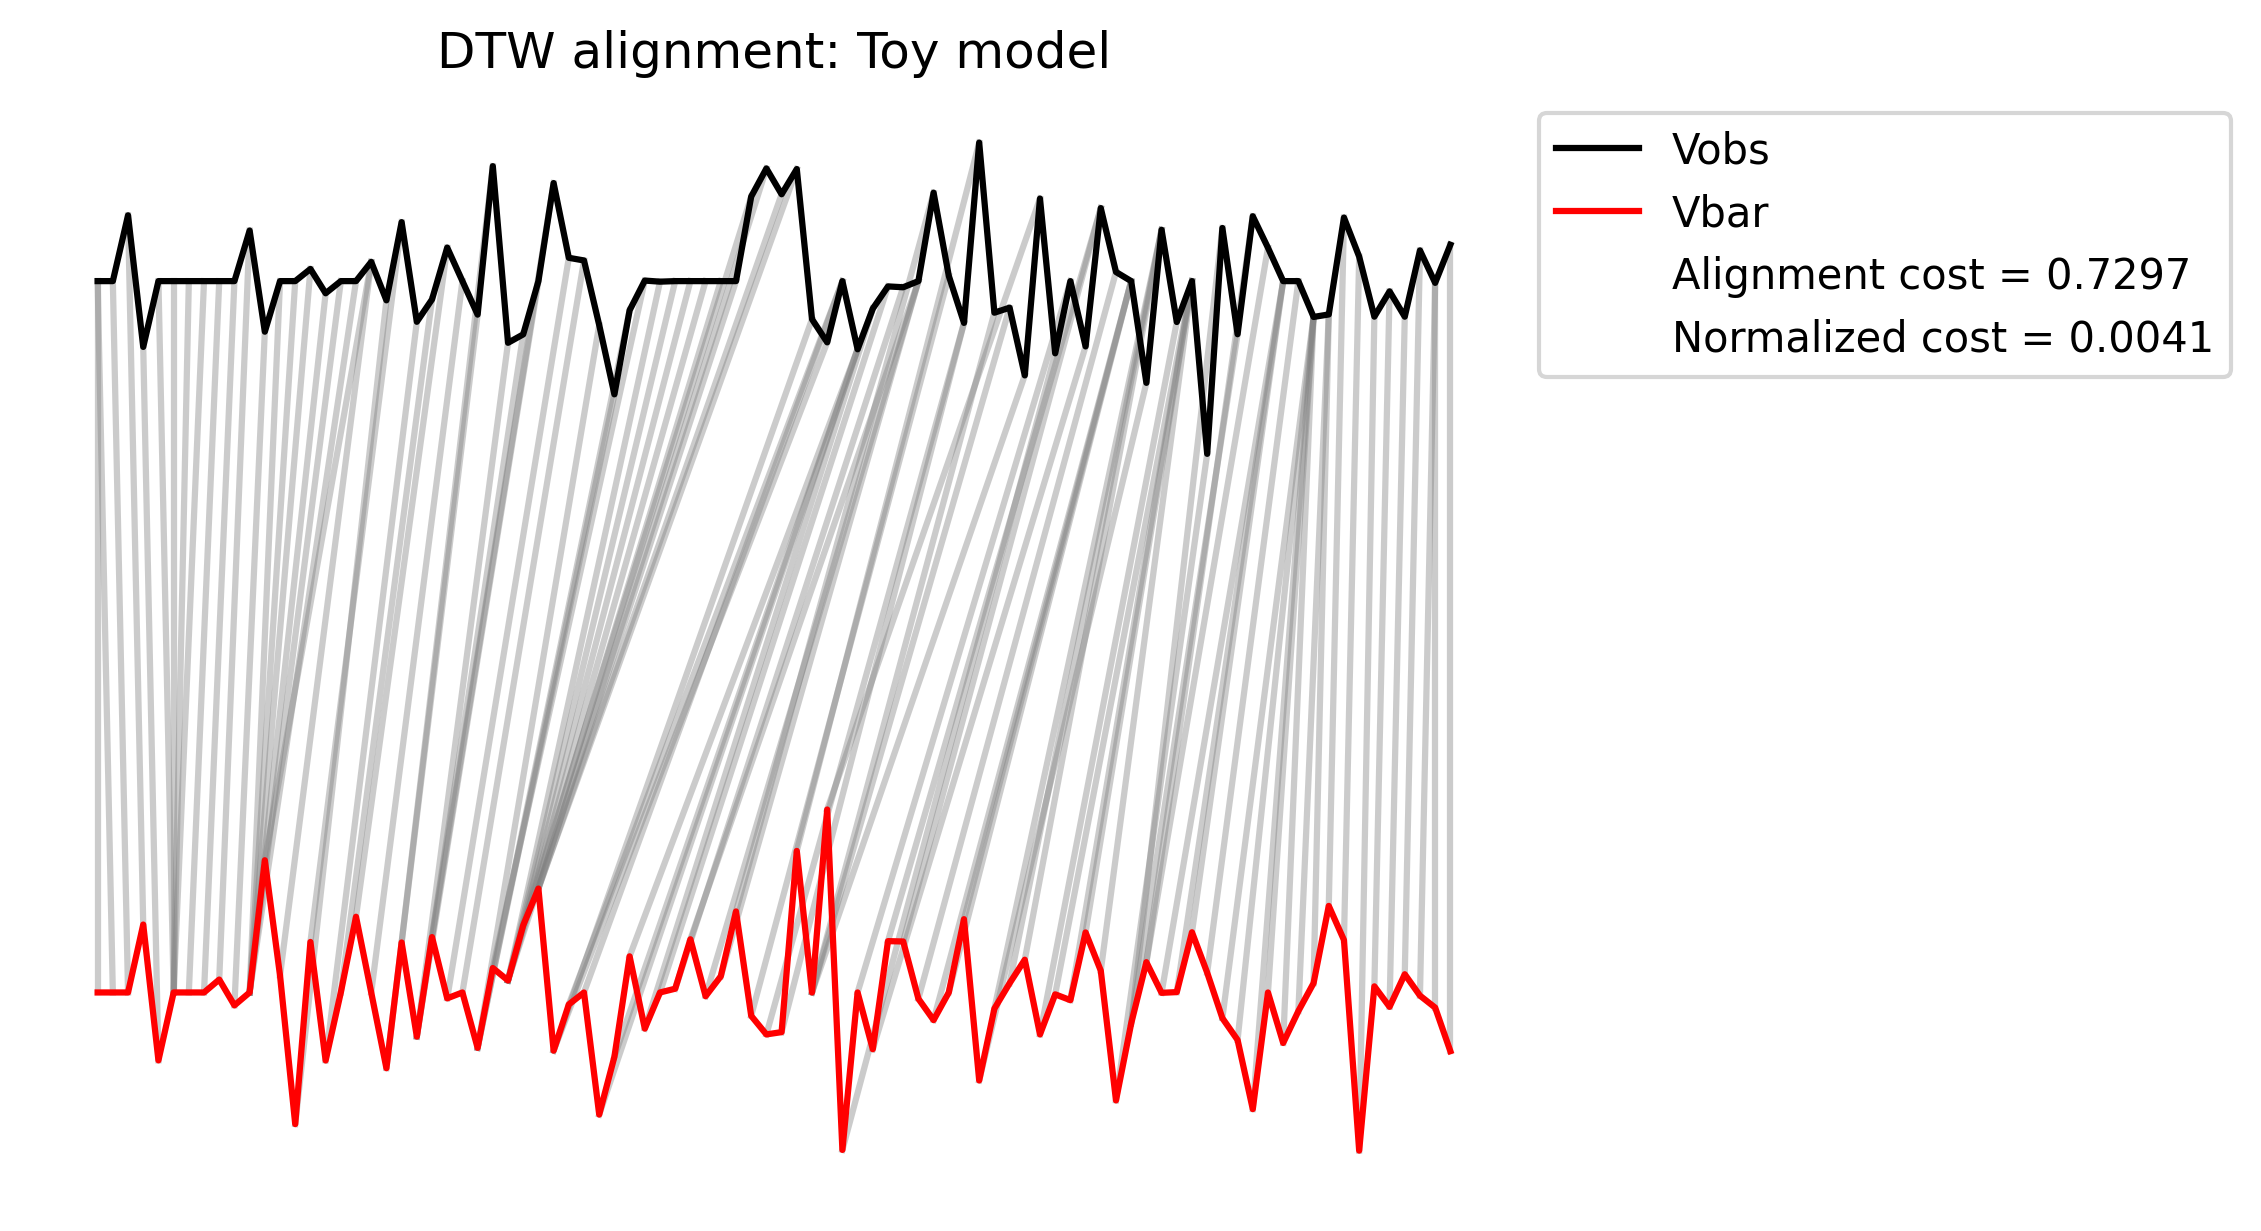 DTW alignment: Toy model
Vobs
Vbar
Alignment cost = 0.7297
Normalized cost = 0.0041